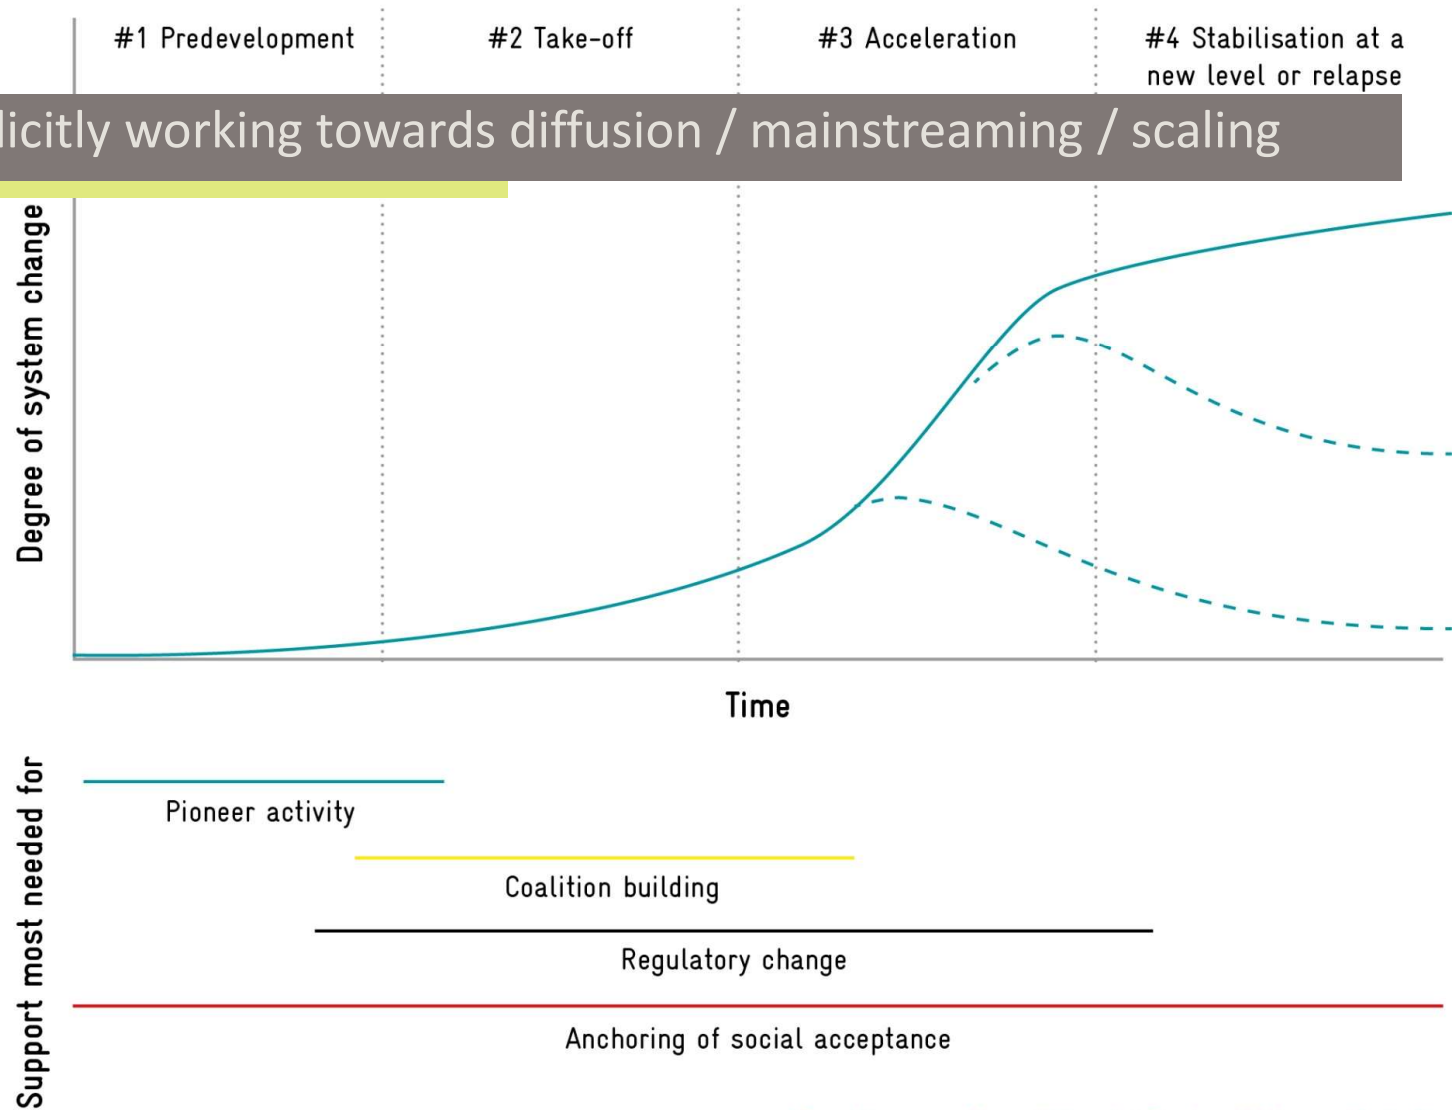 #1 Predevelopment
#2 Take-off
#3 Acceleration
#4 Stabilisation at a
new level or relapse
working towards diffusion / mainstreaming / scaling
Degree of system change
Time
Support most needed for
Pioneer activity
Coalition building
Regulatory change
Anchoring of social acceptance